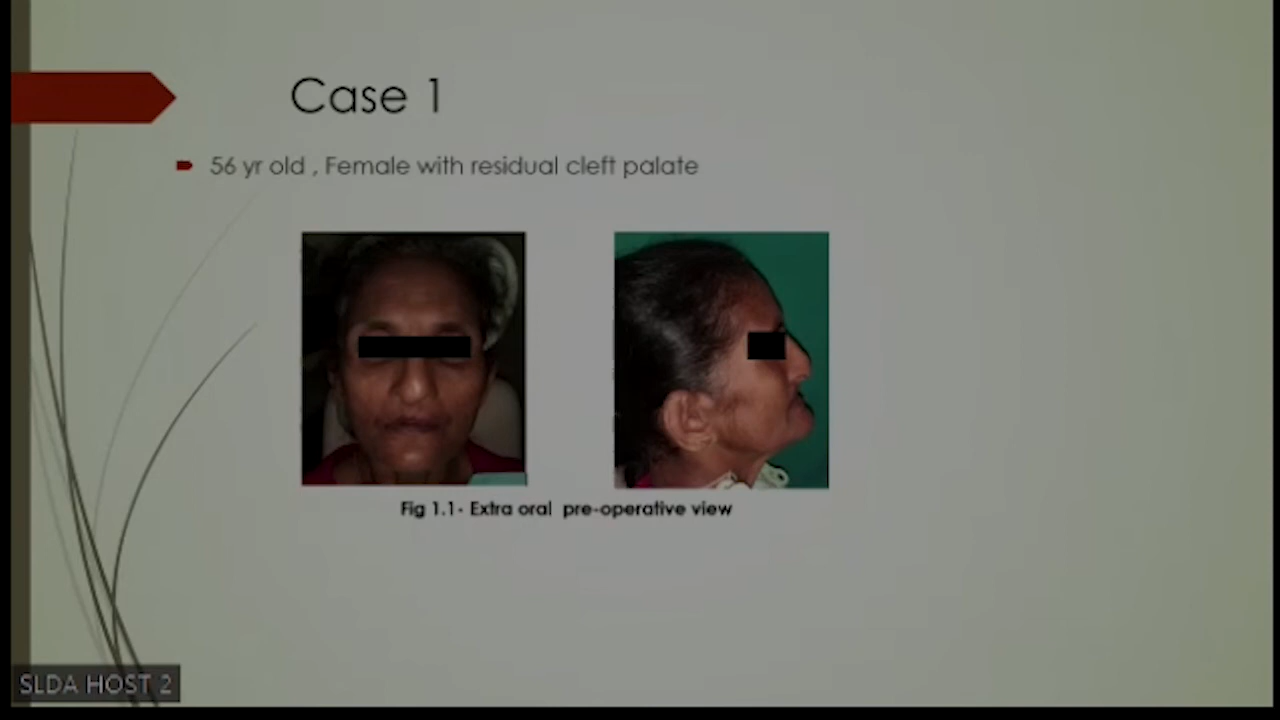 Case 1
56 yr old , Female with residual cleft palate
Fig 1.1- Extra oral  pre-operative view
SLDA HOST 2